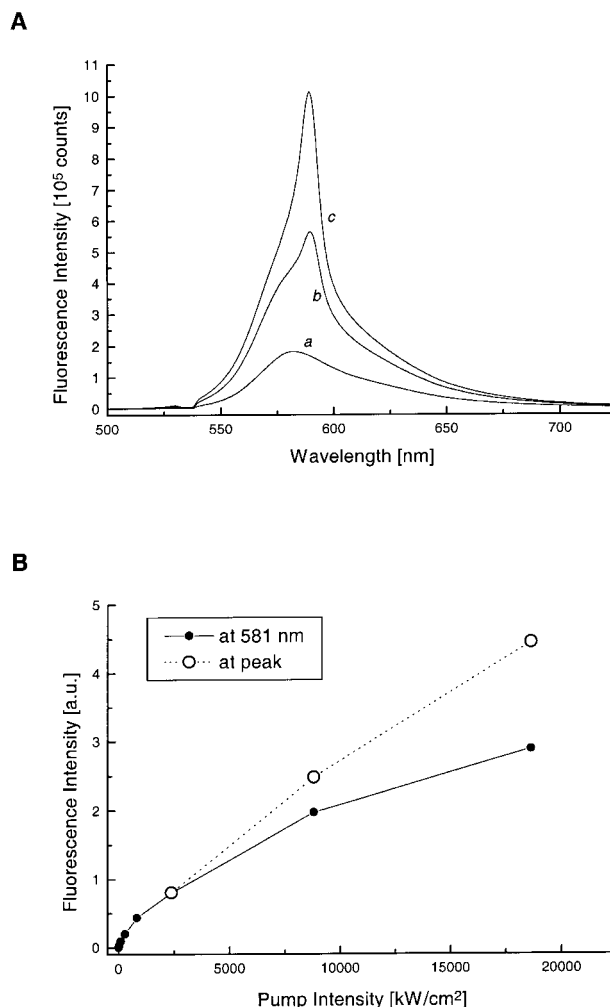 A
Fluorescence Intensity [10⁵ counts]
11
10
9
8
7
6
5
4
3
2
1
0
c
b
a
500 550 600 650 700
Wavelength [nm]
B
Fluorescence Intensity [a.u.]
5
4
3
2
1
0
at 581 nm
at peak
0 5000 10000 15000 20000
Pump Intensity [kW/cm²]